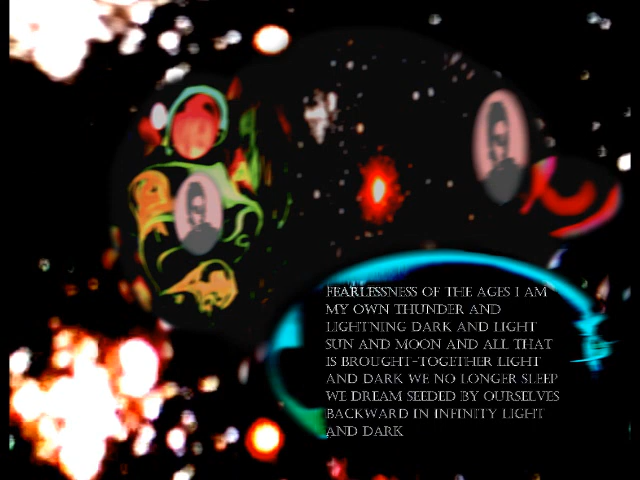 FEARLESSNESS OF THE AGES I AM
MY OWN THUNDER AND
LIGHTNING DARK AND LIGHT
SUN AND MOON AND ALL THAT
IS BROUGHT-TOGETHER LIGHT
AND DARK WE NO LONGER SLEEP
WE DREAM SEEDED BY OURSELVES
BACKWARD IN INFINITY LIGHT
AND DARK